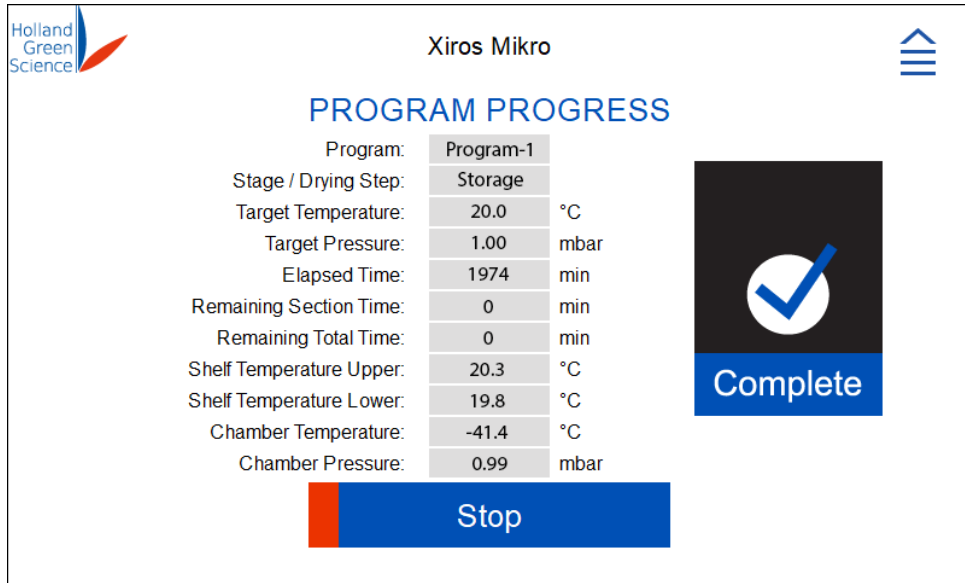 Holland
Green
Science
Xiros Mikro
PROGRAM PROGRESS
Program: Program-1
Stage / Drying Step: Storage
Target Temperature: 20.0 °C
Target Pressure: 1.00 mbar
Elapsed Time: 1974 min
Remaining Section Time: 0 min
Remaining Total Time: 0 min
Shelf Temperature Upper: 20.3 °C
Shelf Temperature Lower: 19.8 °C
Chamber Temperature: -41.4 °C
Chamber Pressure: 0.99 mbar
Complete
Stop